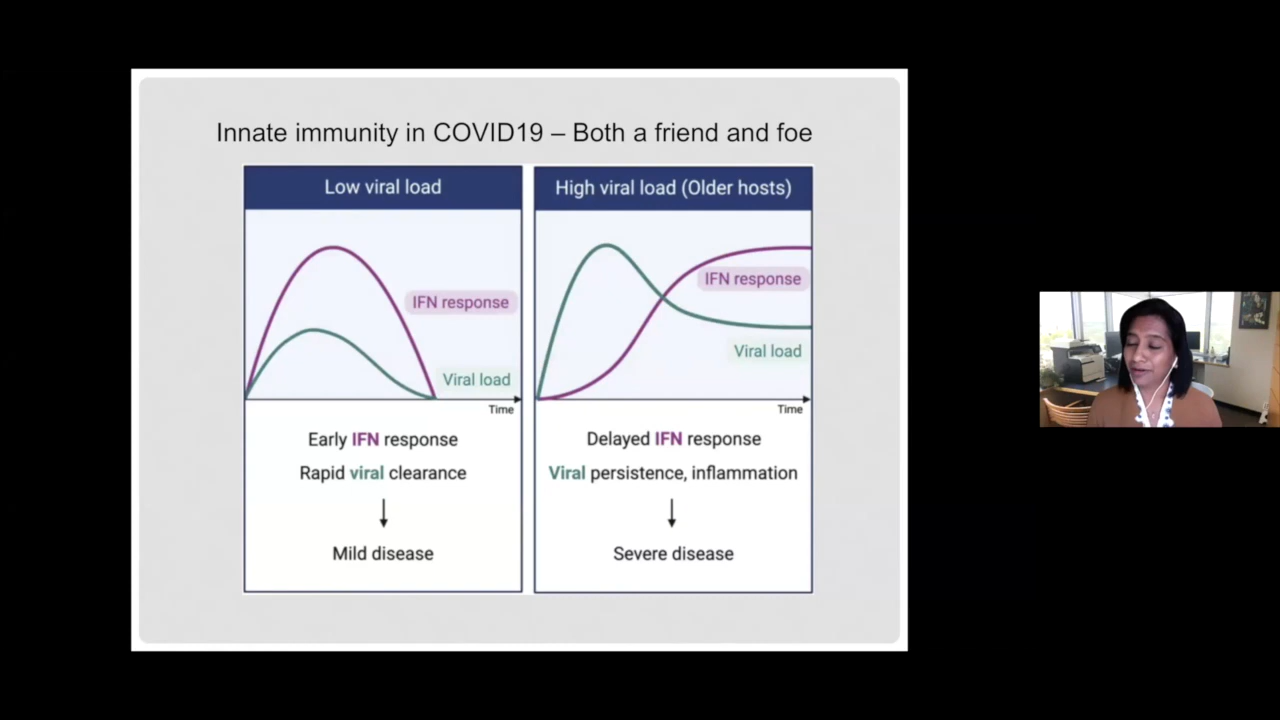 Innate immunity in COVID19 – Both a friend and foe
Low viral load
IFN response
Viral load
Time
Early IFN response
Rapid viral clearance
Mild disease
High viral load (Older hosts)
IFN response
Viral load
Time
Delayed IFN response
Viral persistence, inflammation
Severe disease